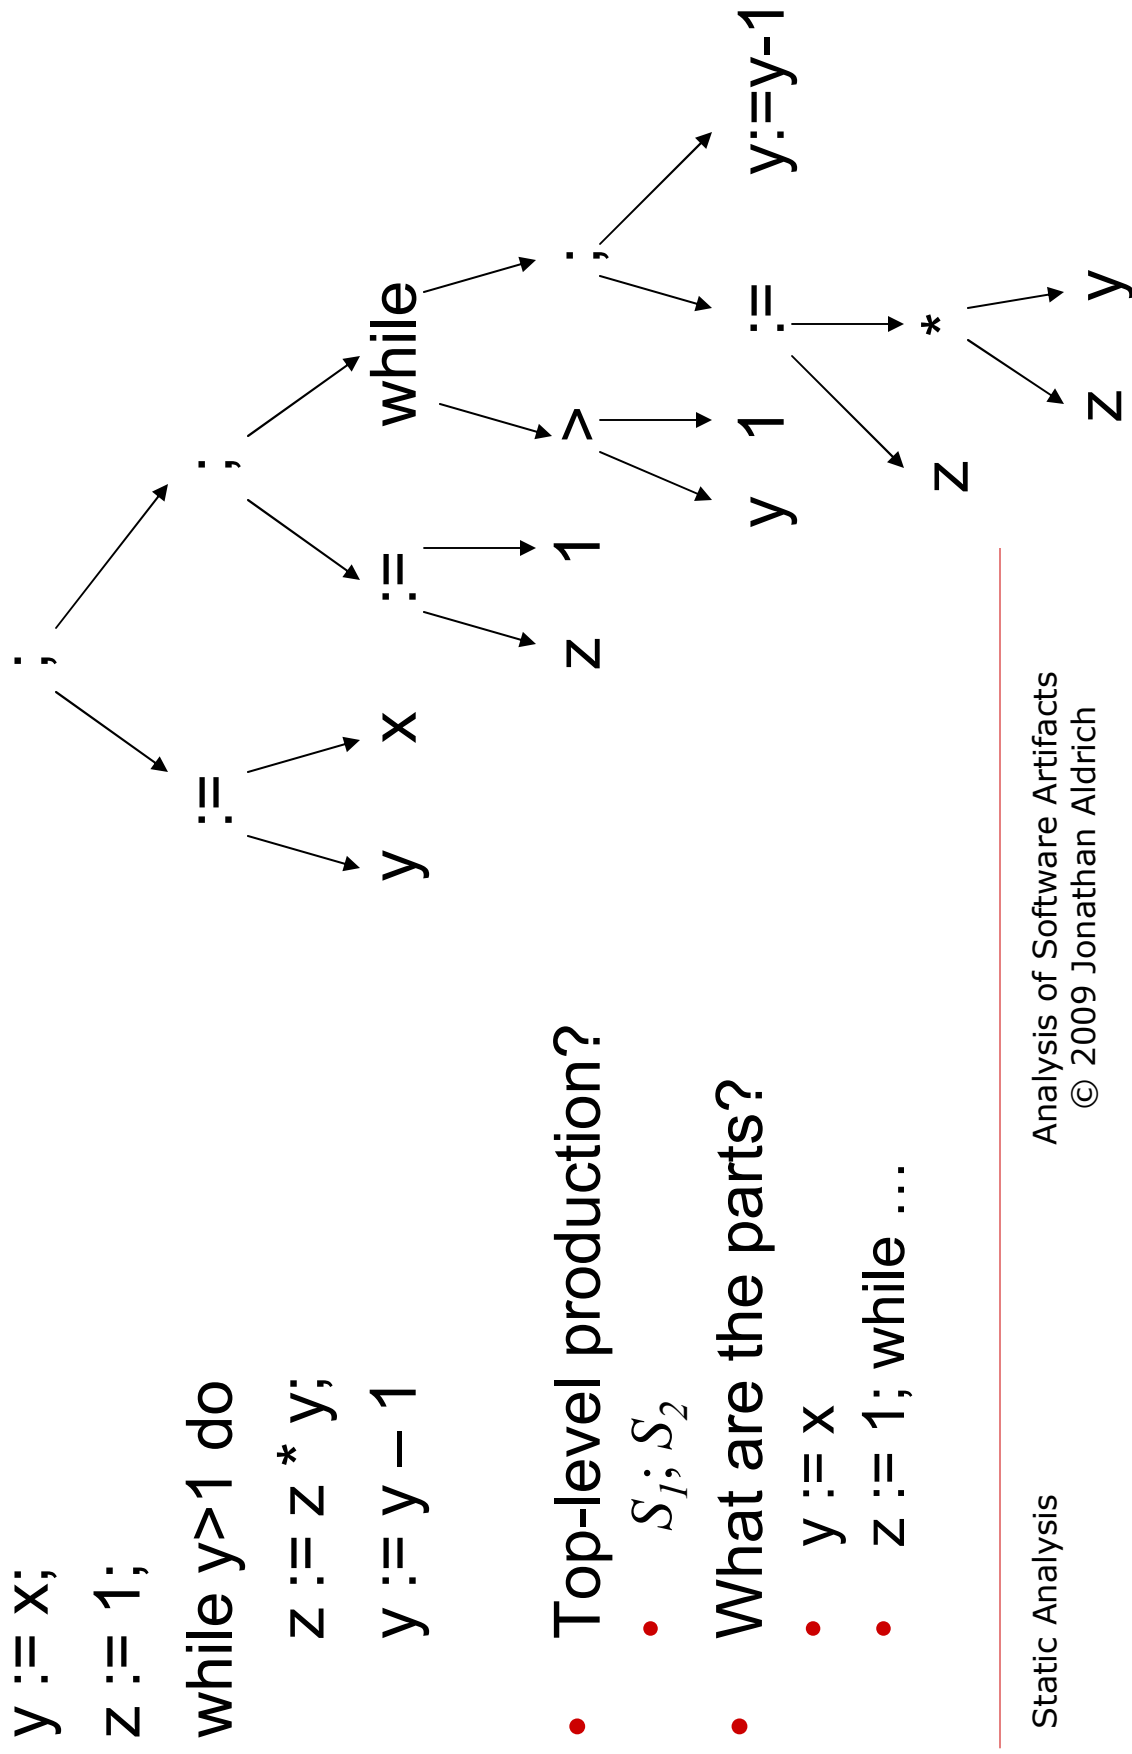 y := x;
z := 1;
while y>1 do
z := z * y;
y := y – 1
• Top-level production?
• S1; S2
• What are the parts?
• y := x
• z := 1; while …
;
:= ;
y x := while
z 1 > ;
y 1 := y:=y-1
z *
z y
Static Analysis
Analysis of Software Artifacts
© 2009 Jonathan Aldrich